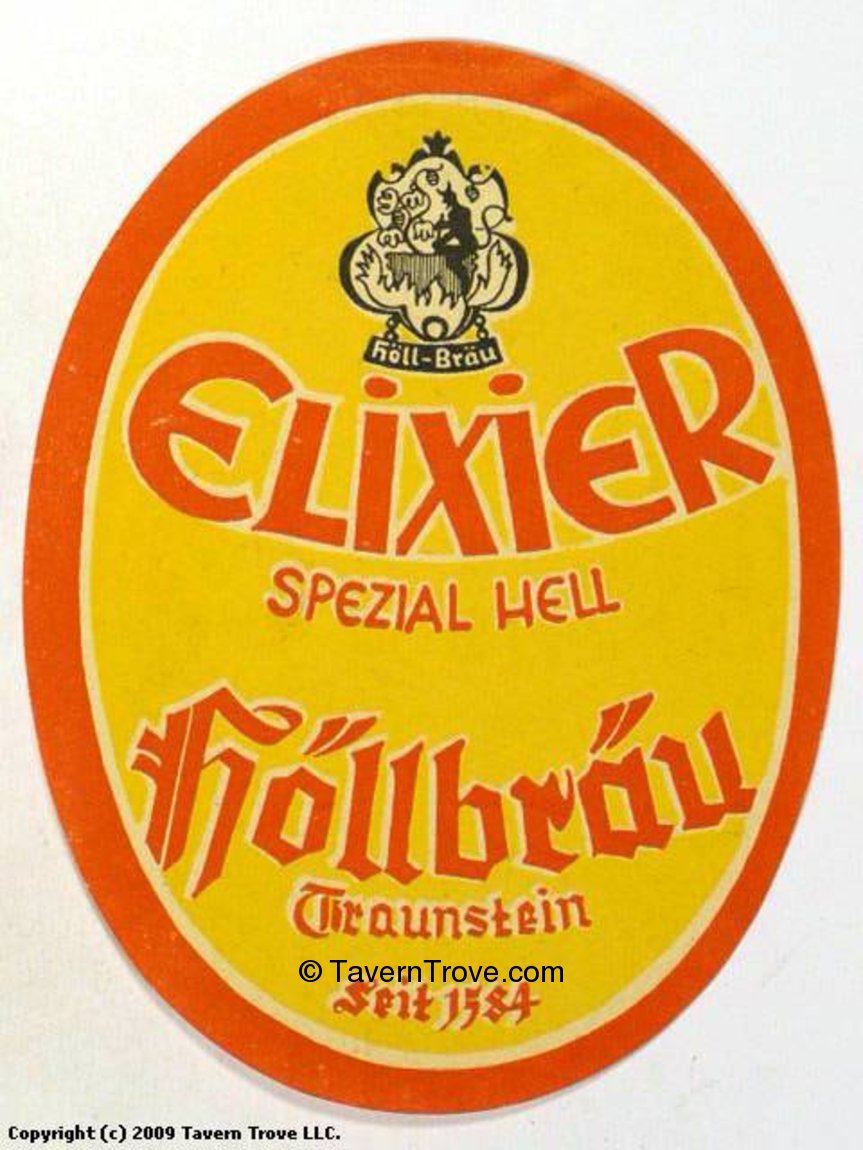 Höll-Bräu
ELiXiER
SPEZIAL HELL
Höllbräu
Traunstein
© TavernTrove.com
Seit 1584
Copyright (c) 2009 Tavern Trove LLC.